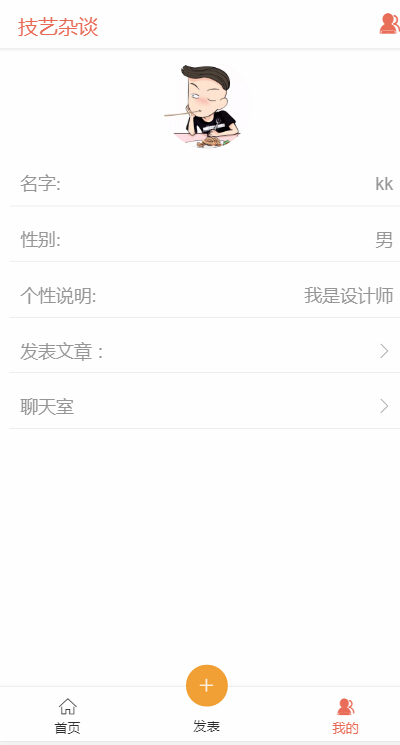 技艺杂谈
名字: kk
性别: 男
个性说明: 我是设计师
发表文章：
聊天室
首页 发表 我的